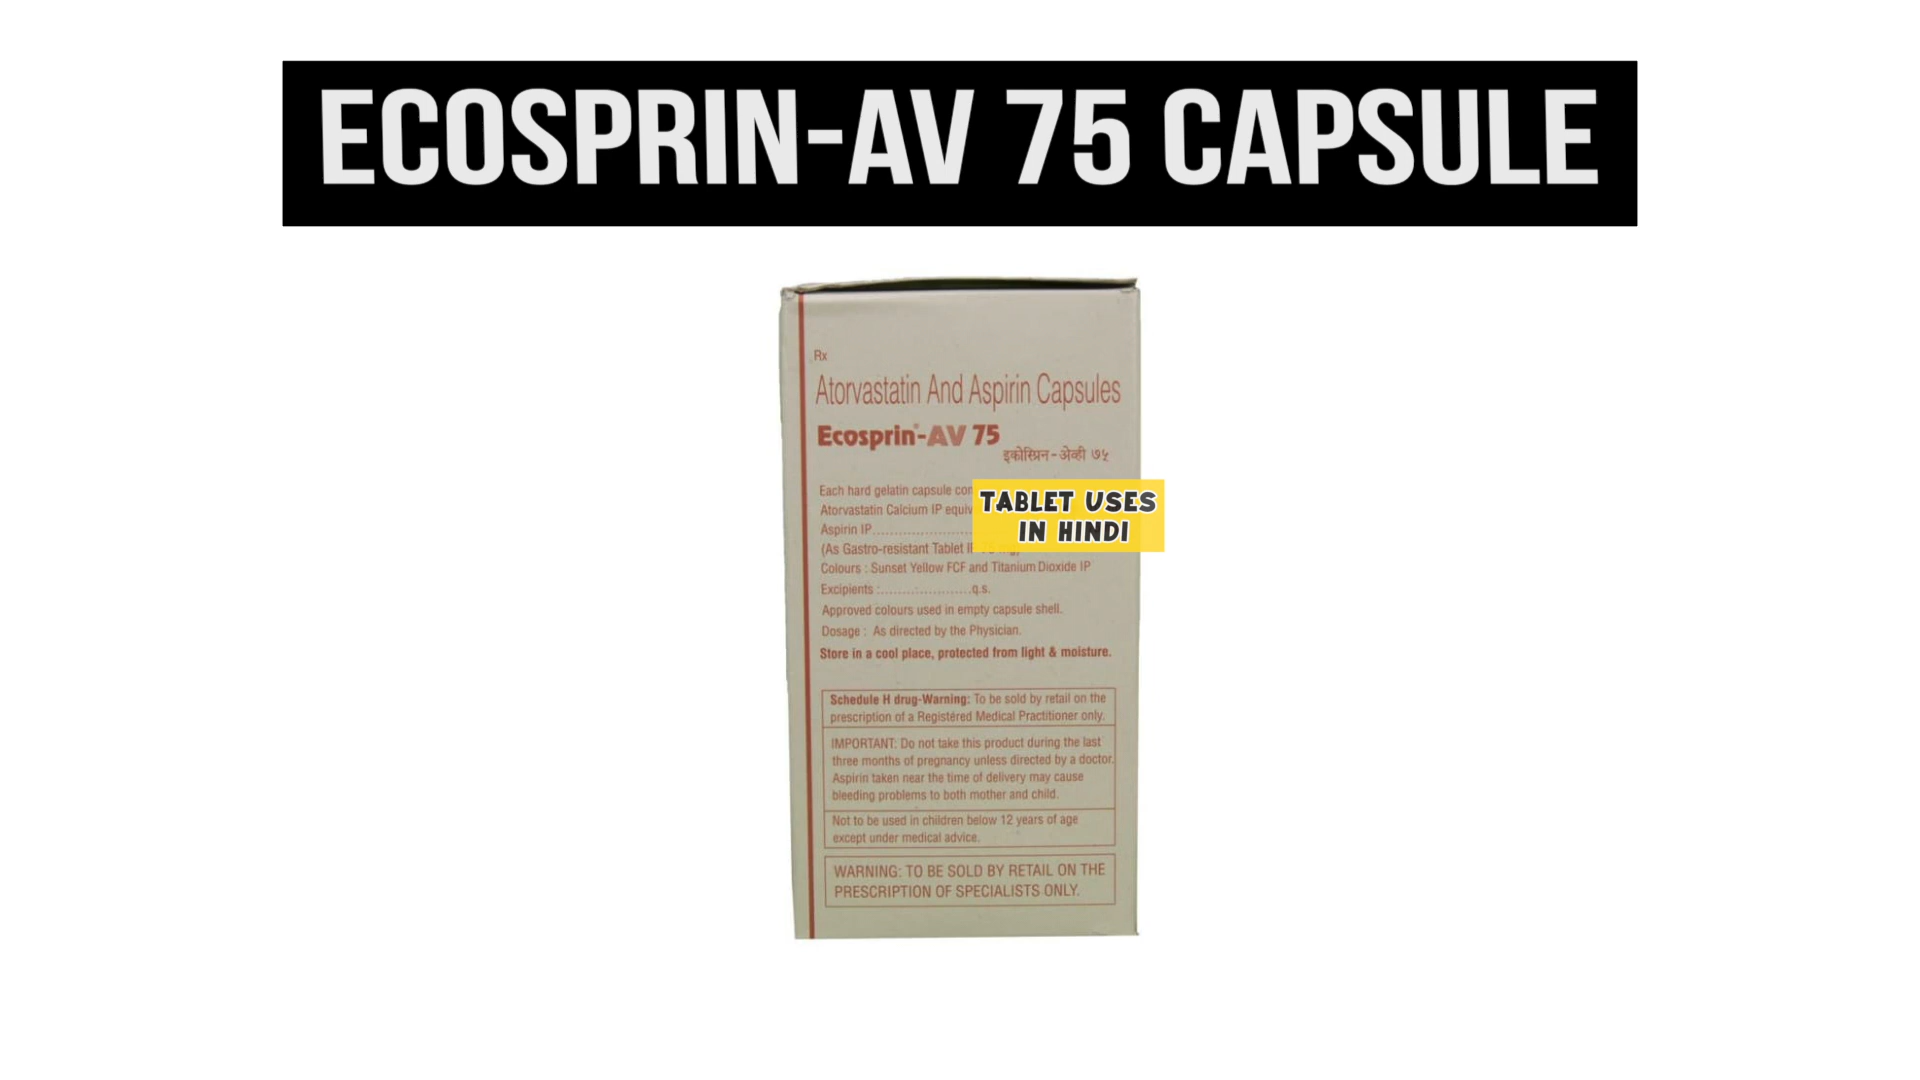 ECOSPRIN-AV 75 CAPSULE
Rx
Atorvastatin And Aspirin Capsules
Ecosprin®-AV 75
इकोस्प्रिन - अ‍ेव्ही ७५
Each hard gelatin capsule
TABLET USES
IN HINDI
Atorvastatin Calcium IP
Aspirin IP
(As Gastro-resistant Tablet
Colours : Sunset Yellow FCF and Titanium Dioxide IP
Excipients :.....................q.s.
Approved colours used in empty capsule shell.
Dosage : As directed by the Physician.
Store in a cool place, protected from light & moisture.
Schedule H drug-Warning: To be sold by retail on the
prescription of a Registered Medical Practitioner only.
IMPORTANT: Do not take this product during the last
three months of pregnancy unless directed by a doctor.
Aspirin taken near the time of delivery may cause
bleeding problems to both mother and child.
Not to be used in children below 12 years of age
except under medical advice.
WARNING: TO BE SOLD BY RETAIL ON THE
PRESCRIPTION OF SPECIALISTS ONLY.